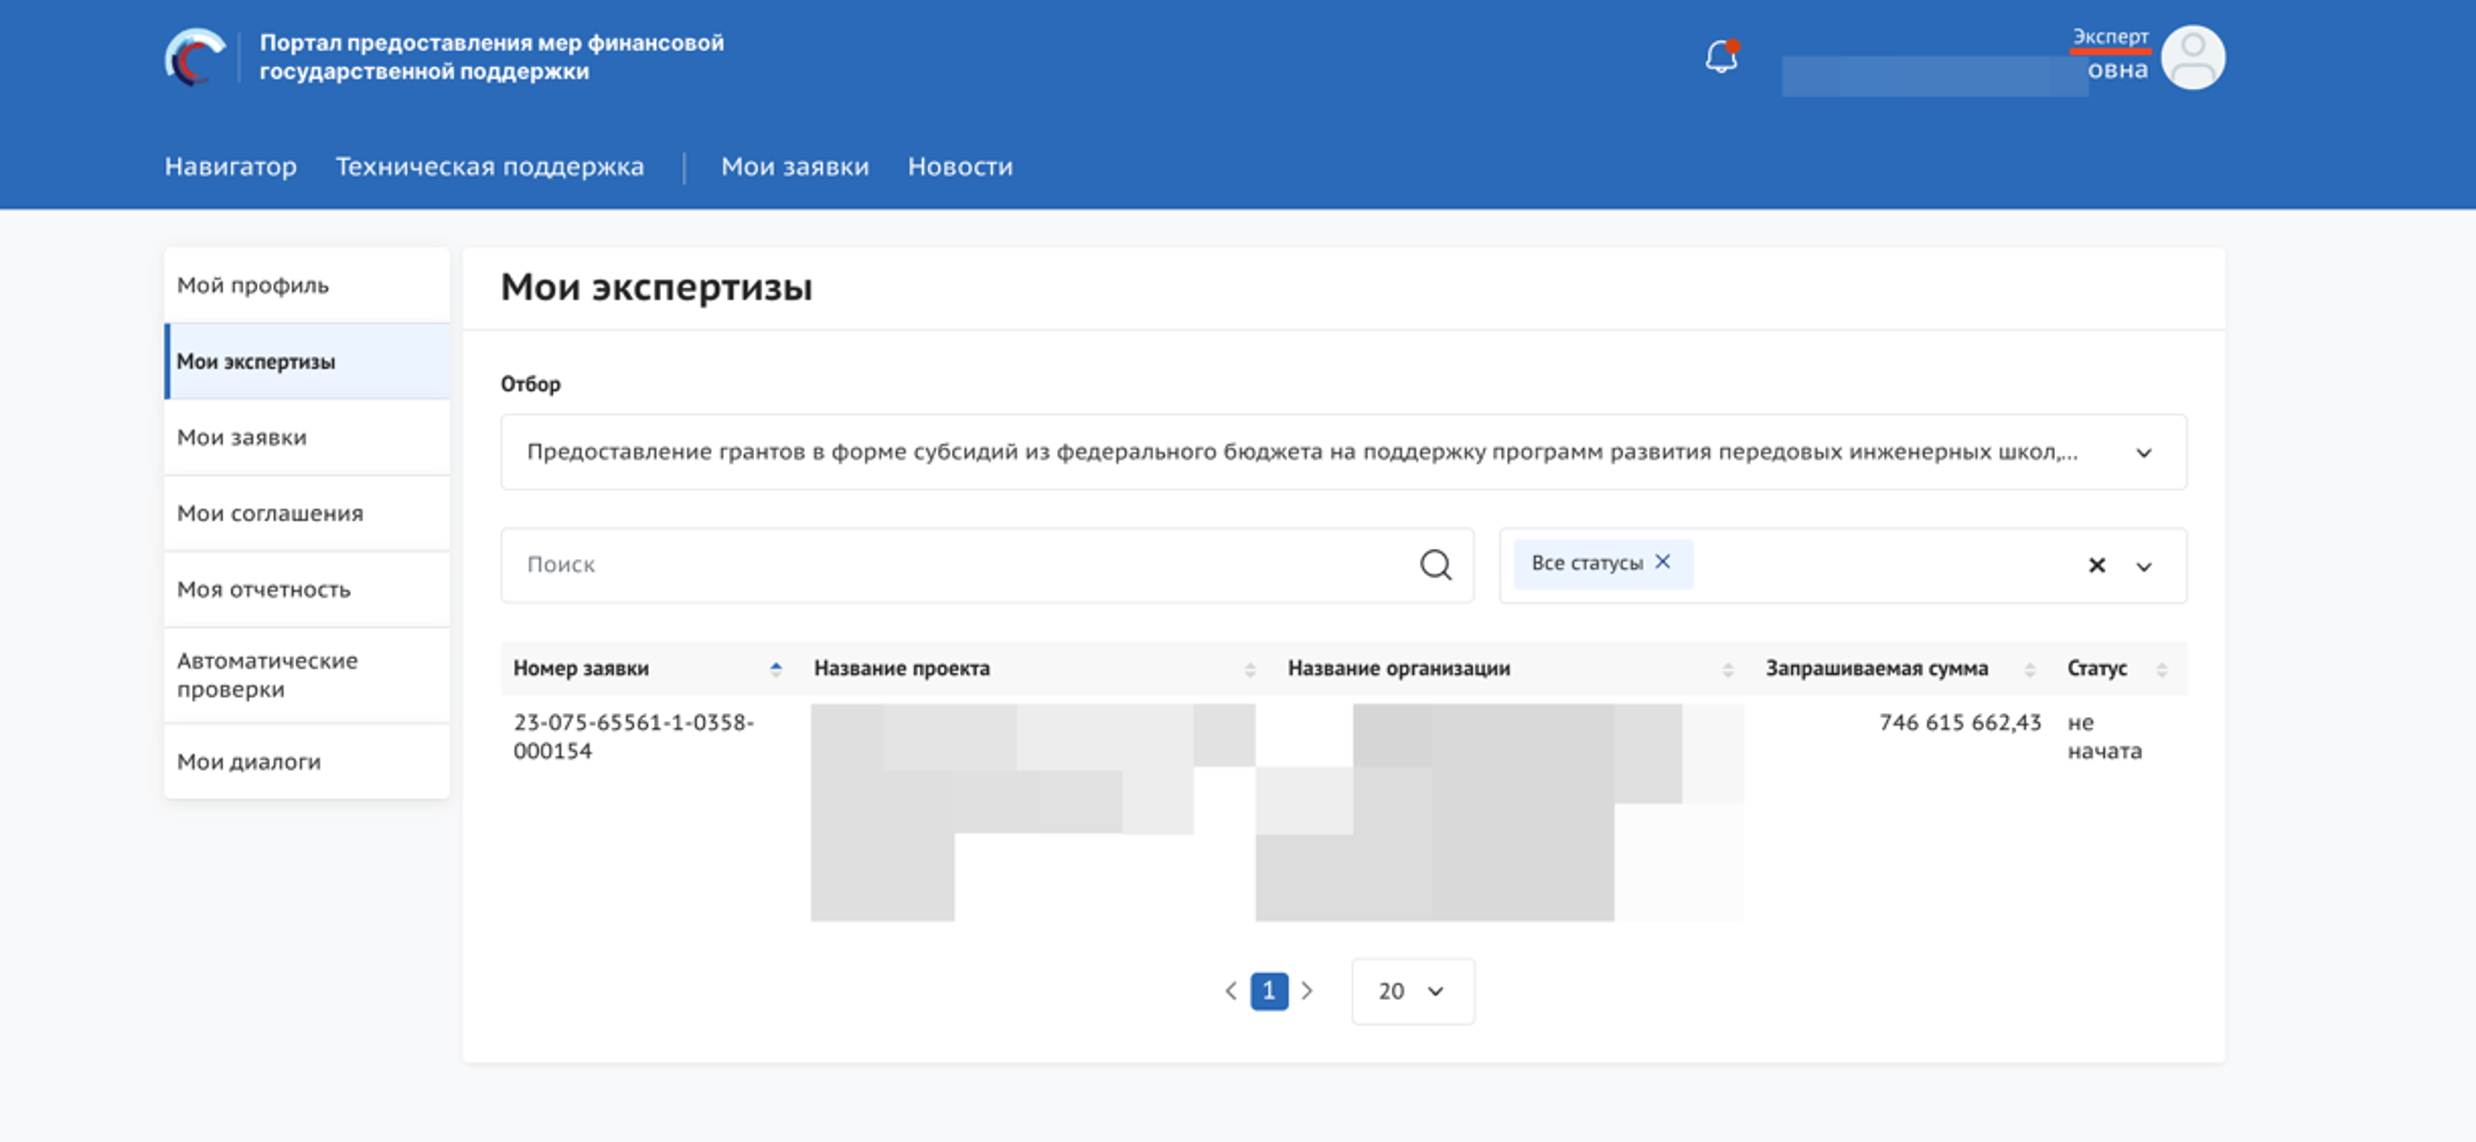 Портал предоставления мер финансовой
государственной поддержки
Эксперт
овна
Навигатор Техническая поддержка Мои заявки Новости
Мой профиль
Мои экспертизы
Мои заявки
Мои соглашения
Моя отчетность
Автоматические
проверки
Мои диалоги
Мои экспертизы
Отбор
Предоставление грантов в форме субсидий из федерального бюджета на поддержку программ развития передовых инженерных школ,...
Поиск
Все статусы
Номер заявки Название проекта Название организации Запрашиваемая сумма Статус
23-075-65561-1-0358-
000154
746 615 662,43
не
начата
1
20